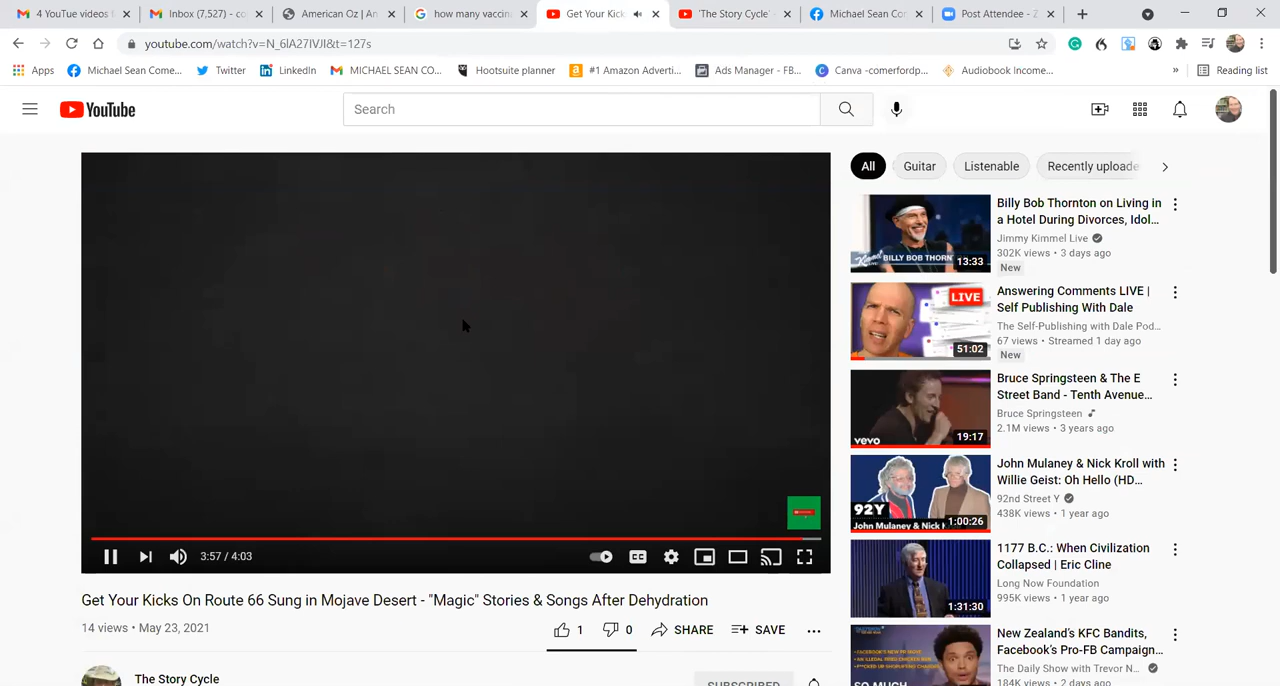 4 YouTue videos f
Inbox (7,527) - co
American Oz | An
how many vaccin
Get Your Kick
'The Story Cycle'
Michael Sean Com
Post Attendee - Z
youtube.com/watch?v=N_6lA27IVJI&t=127s
Apps
Michael Sean Come...
Twitter
LinkedIn
MICHAEL SEAN CO...
Hootsuite planner
#1 Amazon Adverti...
Ads Manager - FB...
Canva -comerfordp...
Audiobook Income...
»
Reading list
YouTube
Search
All
Guitar
Listenable
Recently uploade
BILLY BOB THORN
13:33
Billy Bob Thornton on Living in
a Hotel During Divorces, Idol...
Jimmy Kimmel Live
302K views • 3 days ago
New
LIVE
51:02
Answering Comments LIVE |
Self Publishing With Dale
The Self-Publishing with Dale Pod...
67 views • Streamed 1 day ago
New
vevo
19:17
Bruce Springsteen & The E
Street Band - Tenth Avenue...
Bruce Springsteen
2.1M views • 3 years ago
92Y
John Mulaney & Nick K
1:00:26
John Mulaney & Nick Kroll with
Willie Geist: Oh Hello (HD...
92nd Street Y
438K views • 1 year ago
1:31:30
1177 B.C.: When Civilization
Collapsed | Eric Cline
Long Now Foundation
995K views • 1 year ago
SO MUCH
New Zealand's KFC Bandits,
Facebook's Pro-FB Campaign...
The Daily Show with Trevor N...
184K views • 2 days ago
3:57 / 4:03
CC
Get Your Kicks On Route 66 Sung in Mojave Desert - "Magic" Stories & Songs After Dehydration
14 views • May 23, 2021
1
0
SHARE
SAVE
The Story Cycle
SUBSCRIBED